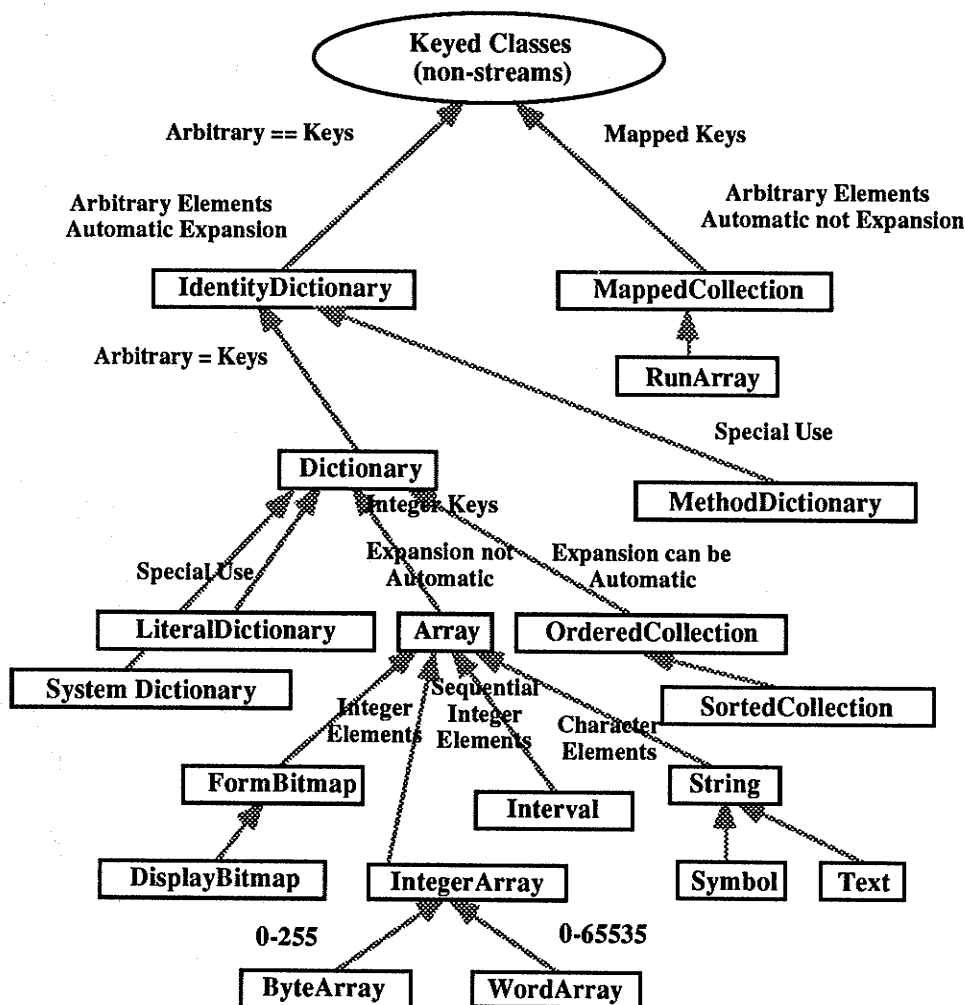 Keyed Classes
(non-streams)
Arbitrary == Keys
Mapped Keys
Arbitrary Elements
Automatic Expansion
Arbitrary Elements
Automatic not Expansion
IdentityDictionary
MappedCollection
Arbitrary = Keys
RunArray
Special Use
Dictionary
MethodDictionary
Integer Keys
Expansion not
Automatic
Expansion can be
Automatic
Special Use
LiteralDictionary
Array
OrderedCollection
System Dictionary
SortedCollection
Integer
Elements
Sequential
Integer
Elements
Character
Elements
FormBitmap
Interval
String
DisplayBitmap
IntegerArray
Symbol
Text
0-255
0-65535
ByteArray
WordArray